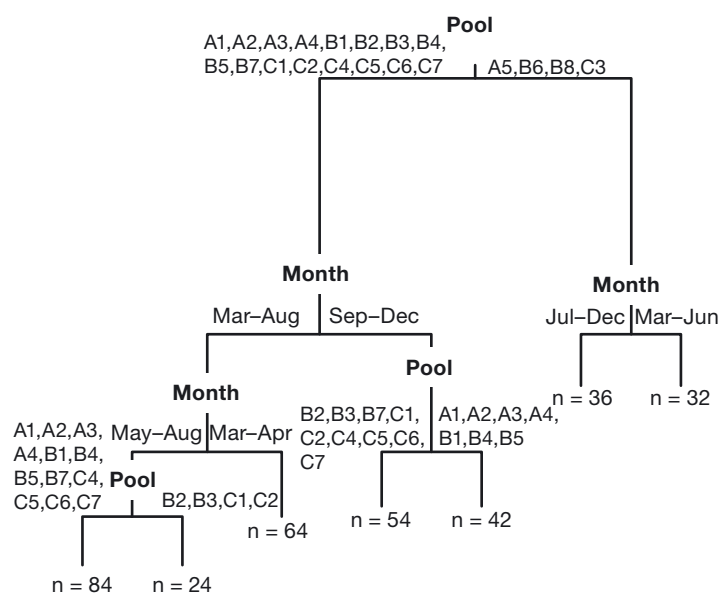 Pool
A1,A2,A3,A4,B1,B2,B3,B4,
B5,B7,C1,C2,C4,C5,C6,C7
A5,B6,B8,C3
Month
Mar–Aug
Sep–Dec
Month
Jul–Dec
Mar–Jun
n = 36
n = 32
Month
May–Aug
Mar–Apr
Pool
B2,B3,B7,C1,
C2,C4,C5,C6,
C7
A1,A2,A3,A4,
B1,B4,B5
n = 54
n = 42
A1,A2,A3,
A4,B1,B4,
B5,B7,C4,
C5,C6,C7
Pool
B2,B3,C1,C2
n = 64
n = 84
n = 24